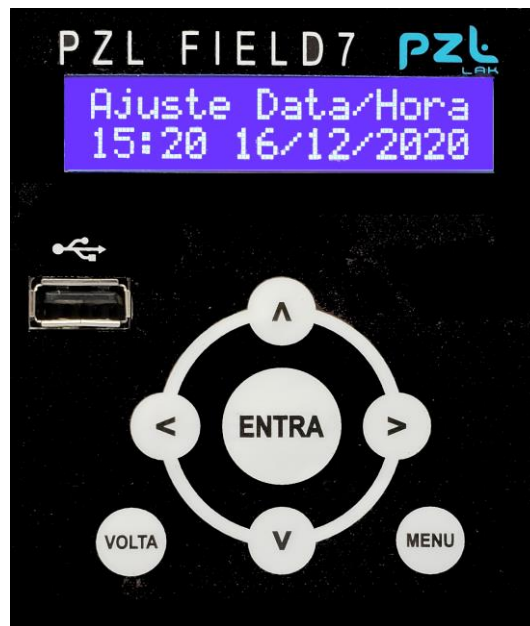 PZL FIELD7 PZL
LAK
Ajuste Data/Hora
15:20 16/12/2020
ʌ
< ENTRA >
VOLTA v MENU